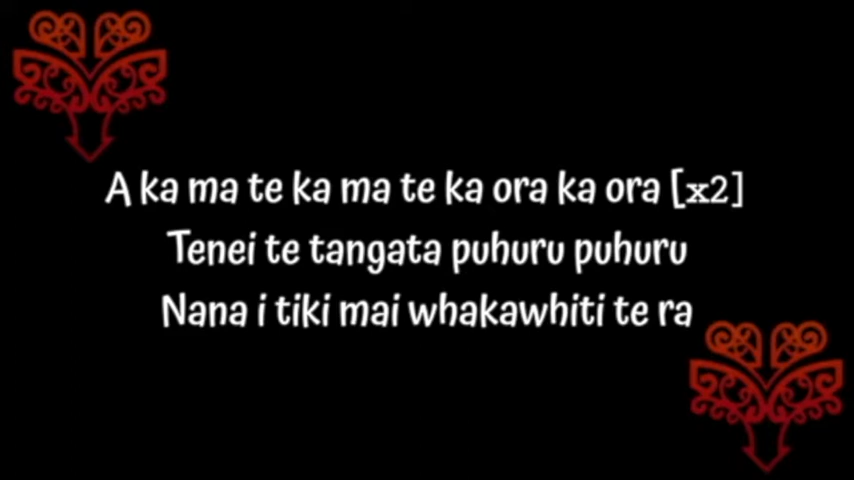 A ka ma te ka ma te ka ora ka ora [x2]
Tenei te tangata puhuru puhuru
Nana i tiki mai whakawhiti te ra